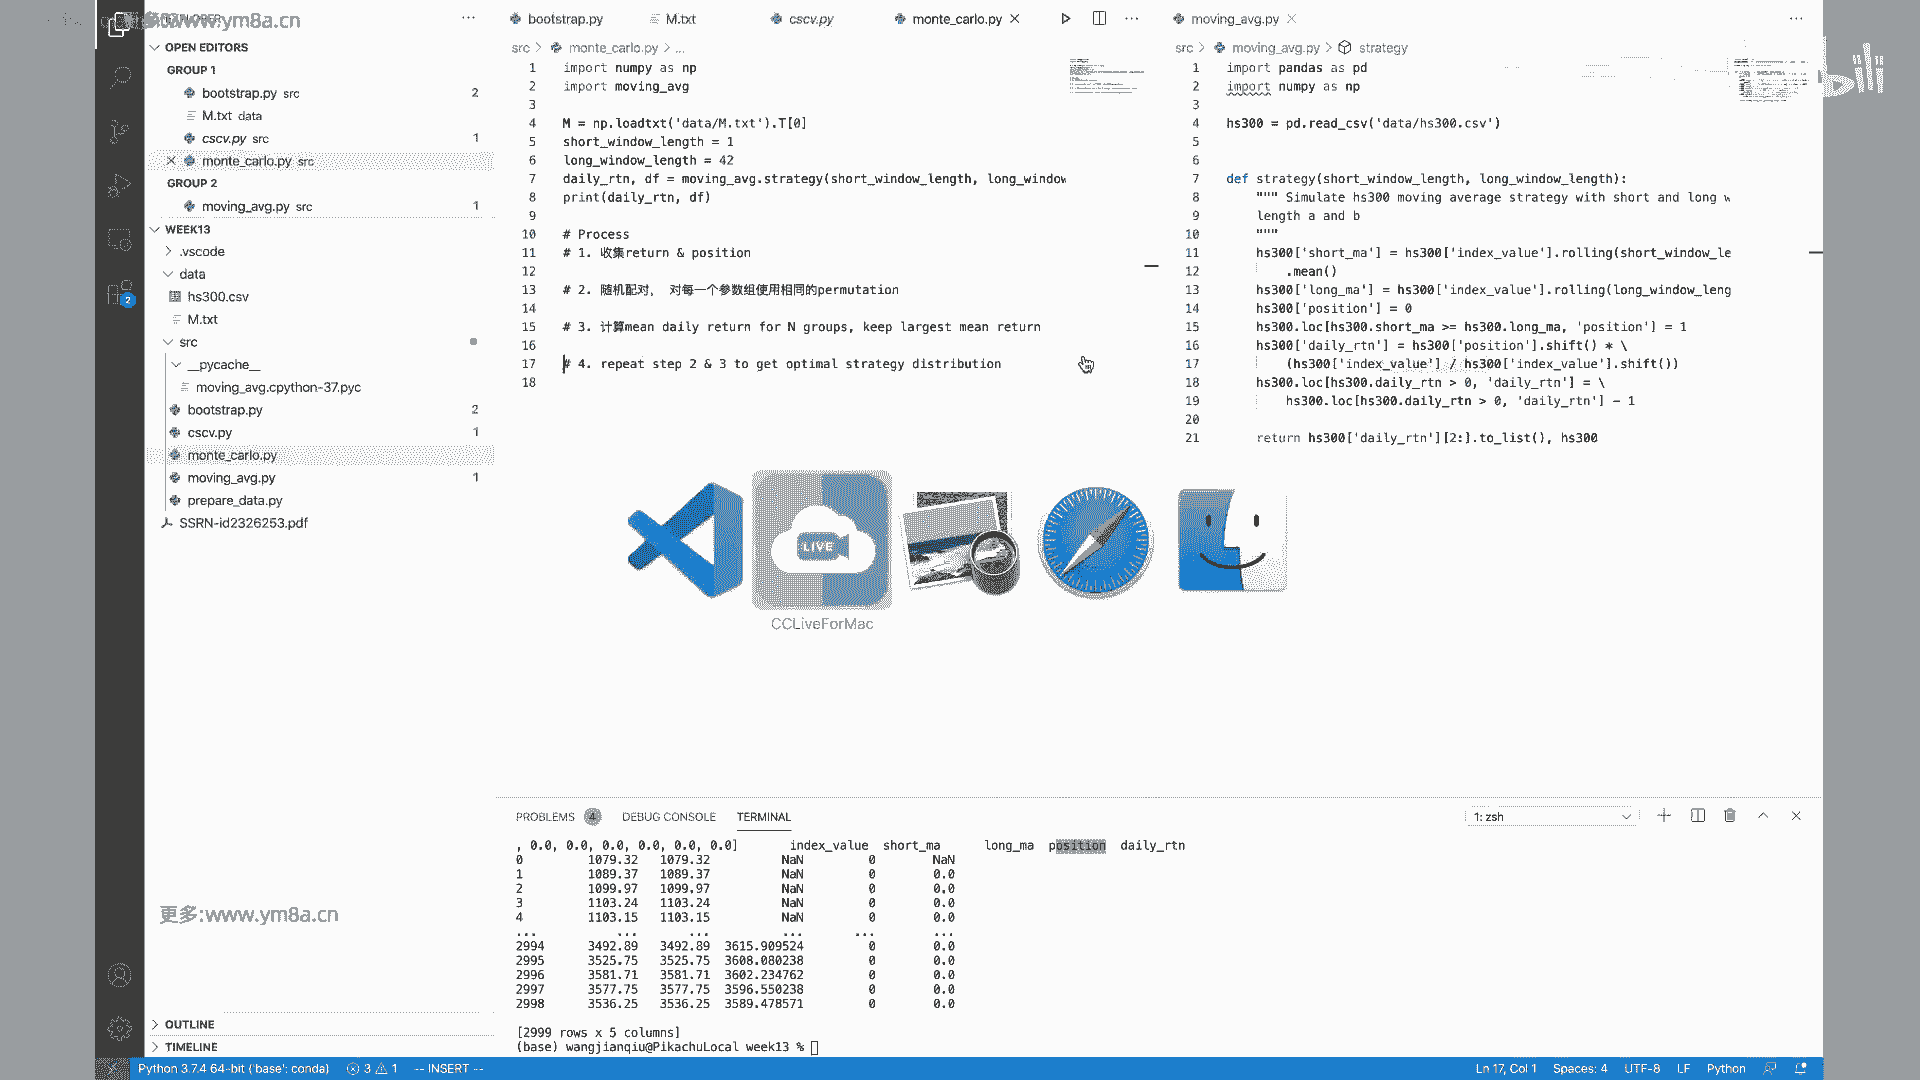 www.ym8a.cn
bili
OPEN EDITORS
GROUP 1
bootstrap.py src 2
M.txt data
cscv.py src 1
monte_carlo.py src
GROUP 2
moving_avg.py src 1
WEEK13
.vscode
data
hs300.csv
M.txt
src
__pycache__
moving_avg.cpython-37.pyc
bootstrap.py 2
cscv.py 1
monte_carlo.py
moving_avg.py 1
prepare_data.py
SSRN-id2326253.pdf
2
更多:www.ym8a.cn
OUTLINE
TIMELINE
bootstrap.py M.txt cscv.py monte_carlo.py
src > monte_carlo.py > ...
1 import numpy as np
2 import moving_avg
3
4 M = np.loadtxt('data/M.txt').T[0]
5 short_window_length = 1
6 long_window_length = 42
7 daily_rtn, df = moving_avg.strategy(short_window_length, long_window
8 print(daily_rtn, df)
9
10 # Process
11 # 1. 收集return & position
12
13 # 2. 随机配对， 对每一个参数组使用相同的permutation
14
15 # 3. 计算mean daily return for N groups, keep largest mean return
16
17 # 4. repeat step 2 & 3 to get optimal strategy distribution
18
moving_avg.py
src > moving_avg.py > strategy
1 import pandas as pd
2 import numpy as np
3
4 hs300 = pd.read_csv('data/hs300.csv')
5
6
7 def strategy(short_window_length, long_window_length):
8 """ Simulate hs300 moving average strategy with short and long w
9 length a and b
10 """
11 hs300['short_ma'] = hs300['index_value'].rolling(short_window_le
12 .mean()
13 hs300['long_ma'] = hs300['index_value'].rolling(long_window_leng
14 hs300['position'] = 0
15 hs300.loc[hs300.short_ma >= hs300.long_ma, 'position'] = 1
16 hs300['daily_rtn'] = hs300['position'].shift() * \
17 (hs300['index_value'] / hs300['index_value'].shift())
18 hs300.loc[hs300.daily_rtn > 0, 'daily_rtn'] = \
19 hs300.loc[hs300.daily_rtn > 0, 'daily_rtn'] - 1
20
21 return hs300['daily_rtn'][2:].to_list(), hs300
LIVE
CCLiveForMac
PROBLEMS 4 DEBUG CONSOLE TERMINAL 1: zsh
, 0.0, 0.0, 0.0, 0.0, 0.0, 0.0] index_value short_ma long_ma position daily_rtn
0 1079.32 1079.32 NaN 0 NaN
1 1089.37 1089.37 NaN 0 0.0
2 1099.97 1099.97 NaN 0 0.0
3 1103.24 1103.24 NaN 0 0.0
4 1103.15 1103.15 NaN 0 0.0
... ... ... ... ... ...
2994 3492.89 3492.89 3615.909524 0 0.0
2995 3525.75 3525.75 3608.080238 0 0.0
2996 3581.71 3581.71 3602.234762 0 0.0
2997 3577.75 3577.75 3596.550238 0 0.0
2998 3536.25 3536.25 3589.478571 0 0.0
[2999 rows x 5 columns]
(base) wangjianqiu@PikachuLocal week13 %
Python 3.7.4 64-bit ('base': conda) 3 1 -- INSERT -- Ln 17, Col 1 Spaces: 4 UTF-8 LF Python